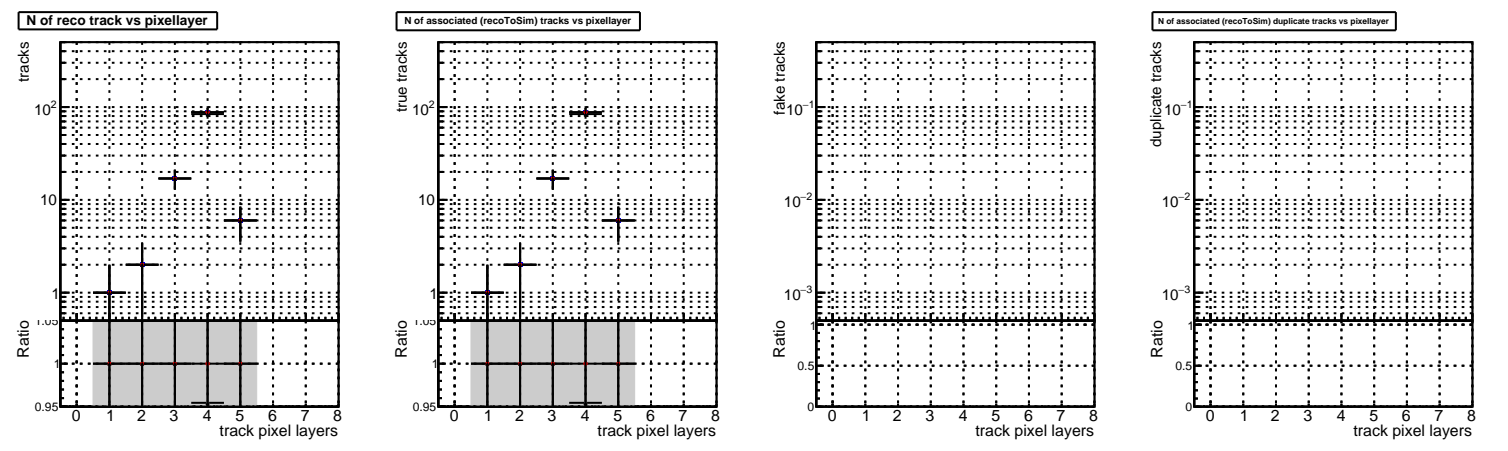 N of reco track vs pixellayer
tracks
10²
10
1
1.05
Ratio
1
0.95
0 1 2 3 4 5 6 7 8
track pixel layers
N of associated (recoToSim) tracks vs pixellayer
true tracks
10²
10
1
1.05
Ratio
1
0.95
0 1 2 3 4 5 6 7 8
track pixel layers
fake tracks
10⁻¹
10⁻²
10⁻³
Ratio
1
0.5
0
0 1 2 3 4 5 6 7 8
track pixel layers
N of associated (recoToSim) duplicate tracks vs pixellayer
duplicate tracks
10⁻¹
10⁻²
10⁻³
Ratio
1
0.5
0
0 1 2 3 4 5 6 7 8
track pixel layers